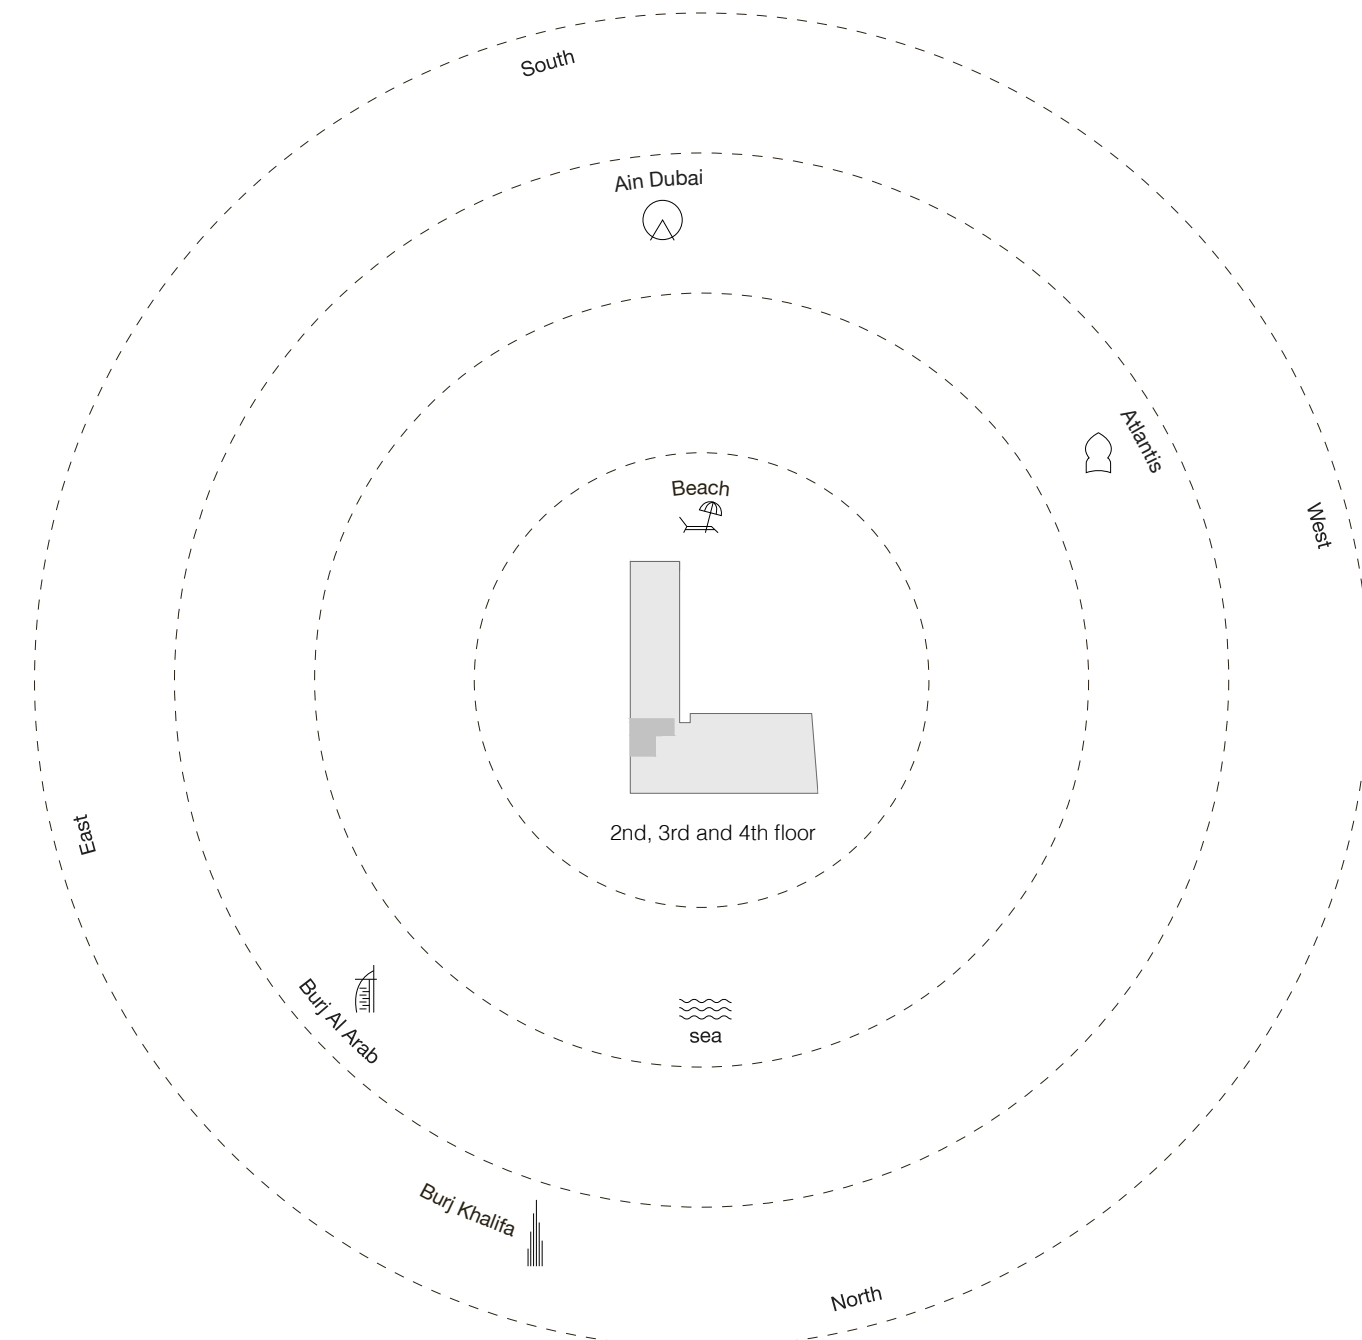 South
Ain Dubai
Atlantis
Beach
West
East
2nd, 3rd and 4th floor
Burj Al Arab
sea
Burj Khalifa
North